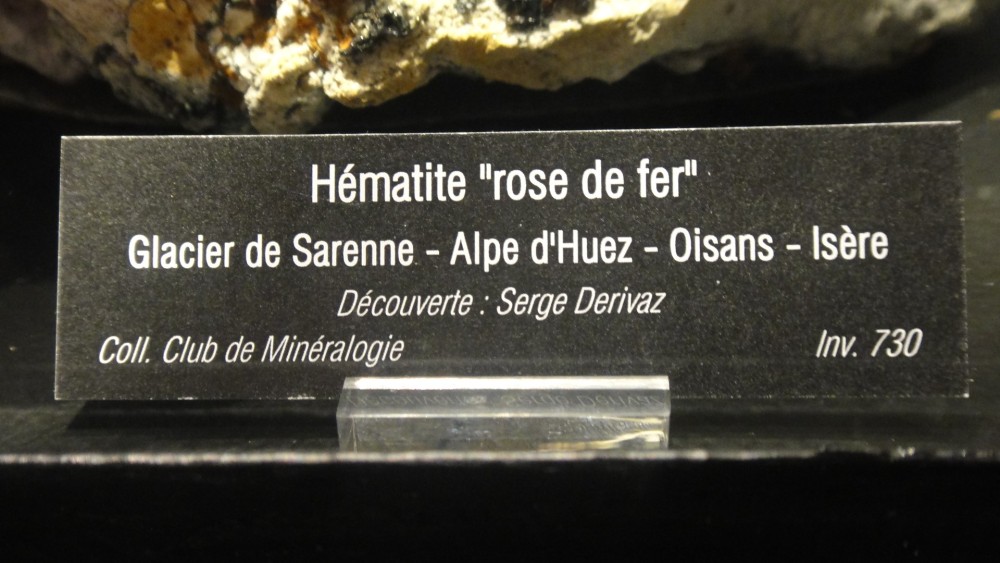 Hématite "rose de fer"
Glacier de Sarenne - Alpe d'Huez - Oisans - Isère
Découverte : Serge Derivaz
Coll. Club de Minéralogie Inv. 730